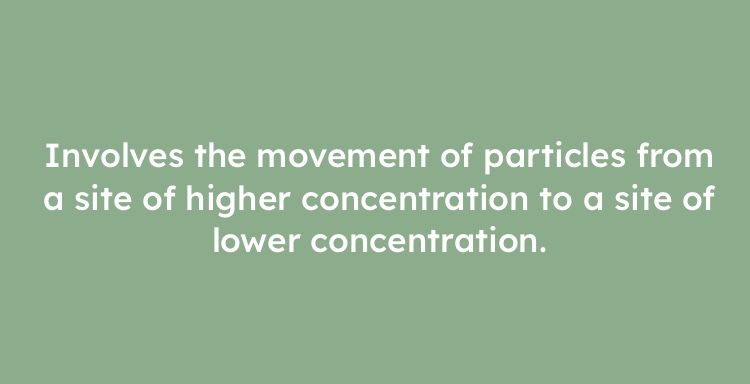 Involves the movement of particles from
a site of higher concentration to a site of
lower concentration.